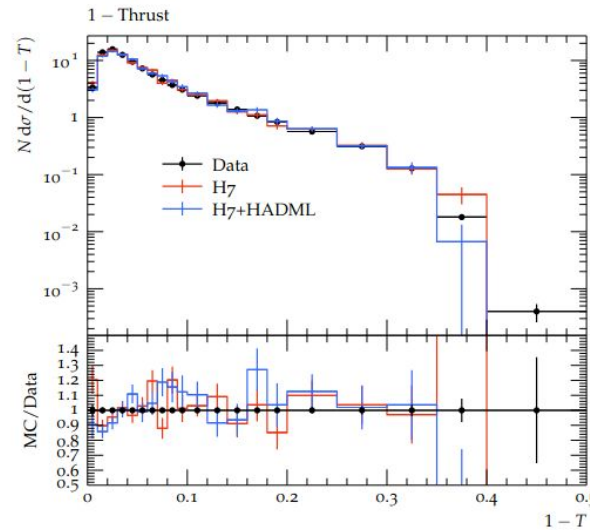 1 − Thrust
N dσ/d(1 − T)
10¹
1
10⁻¹
10⁻²
10⁻³
Data
H7
H7+HADML
MC/Data
1.4
1.3
1.2
1.1
1
0.9
0.8
0.7
0.6
0.5
0 0.1 0.2 0.3 0.4 0.5
1 − T